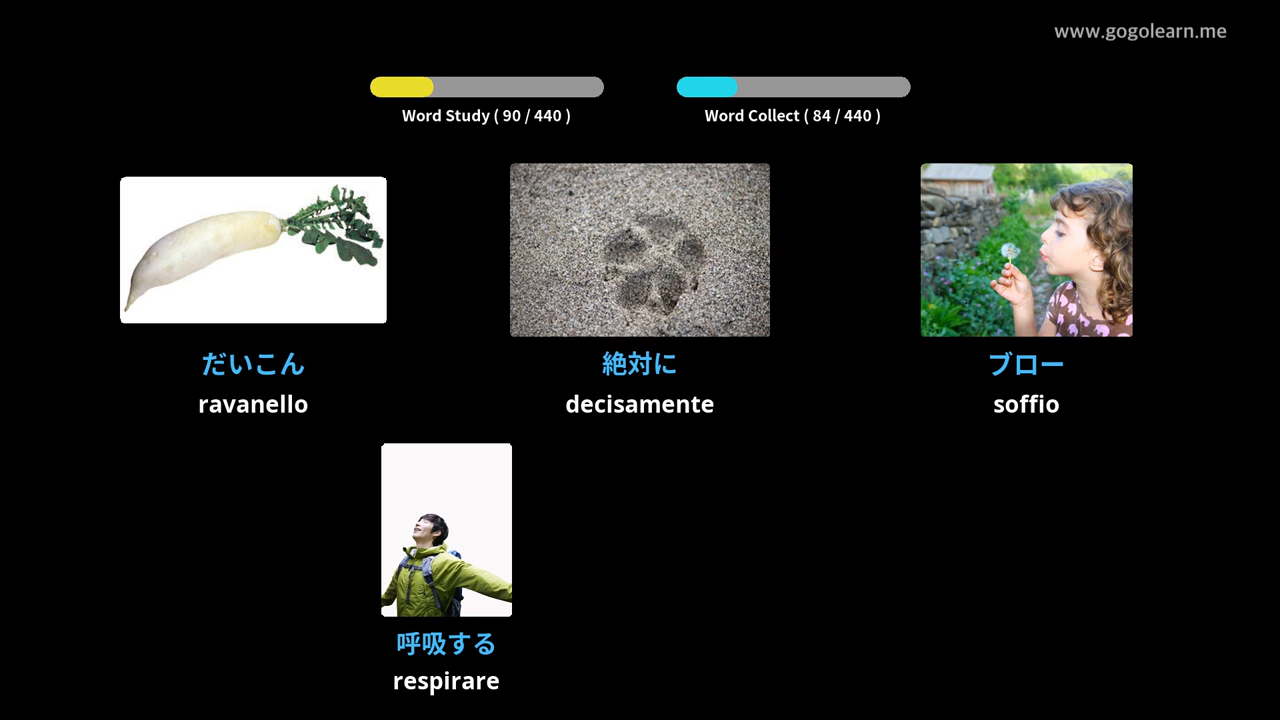 www.gogolearn.me
Word Study ( 90 / 440 )
Word Collect ( 84 / 440 )
だいこん
ravanello
絶対に
decisamente
ブロー
soffio
呼吸する
respirare